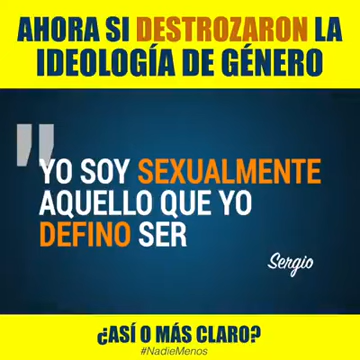 AHORA SI DESTROZARON LA
IDEOLOGÍA DE GÉNERO
"
YO SOY SEXUALMENTE
AQUELLO QUE YO
DEFINO SER
Sergio
¿ASÍ O MÁS CLARO?
#NadieMenos